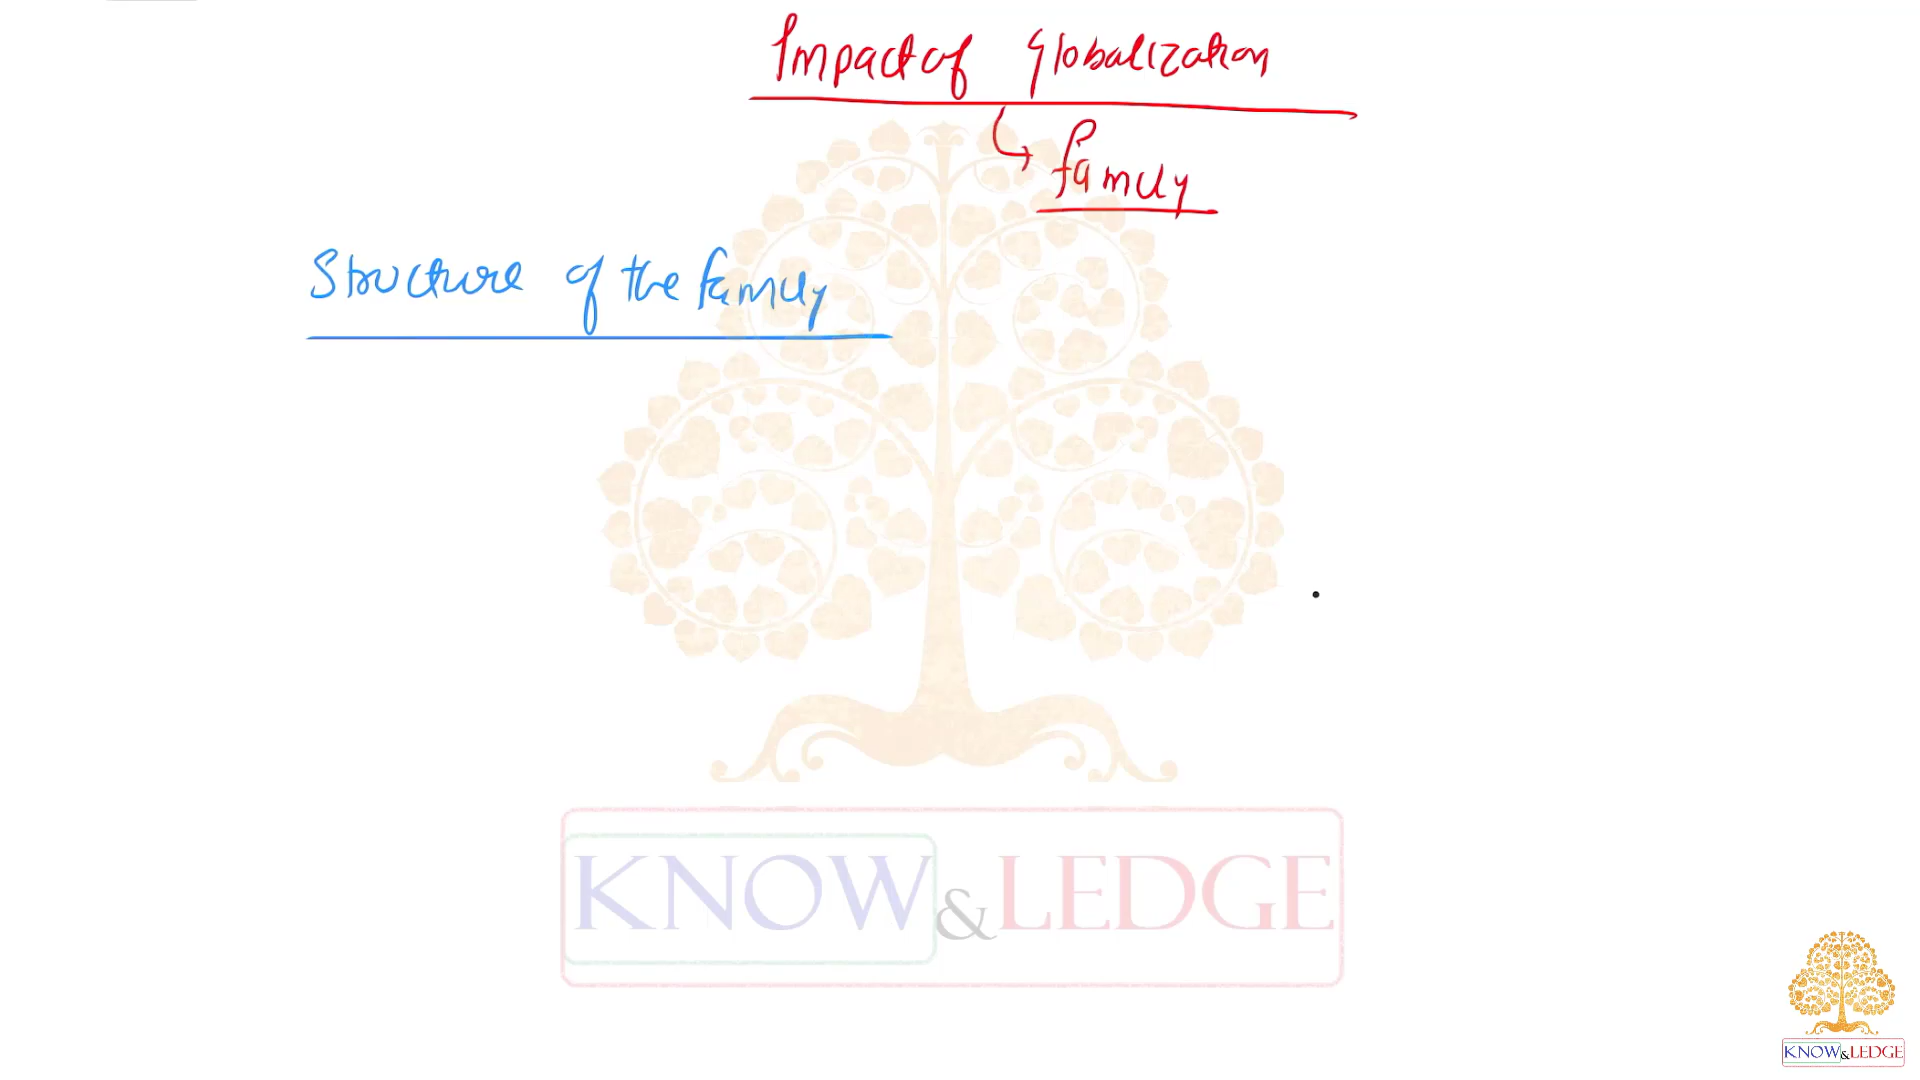 Impact of Globalization
↳ family
Structure of the family
KNOW&LEDGE
KNOW&LEDGE